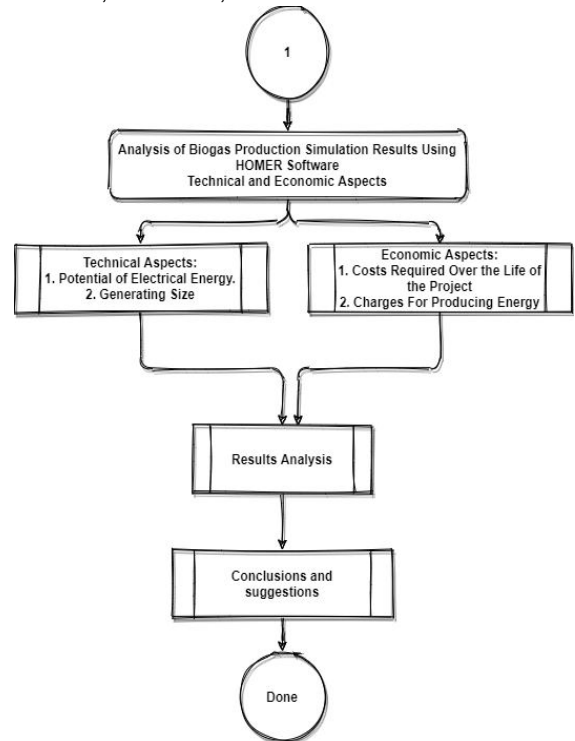 1
Analysis of Biogas Production Simulation Results Using
HOMER Software
Technical and Economic Aspects
Technical Aspects:
1. Potential of Electrical Energy.
2. Generating Size
Economic Aspects:
1. Costs Required Over the Life of
the Project
2. Charges For Producing Energy
Results Analysis
Conclusions and
suggestions
Done